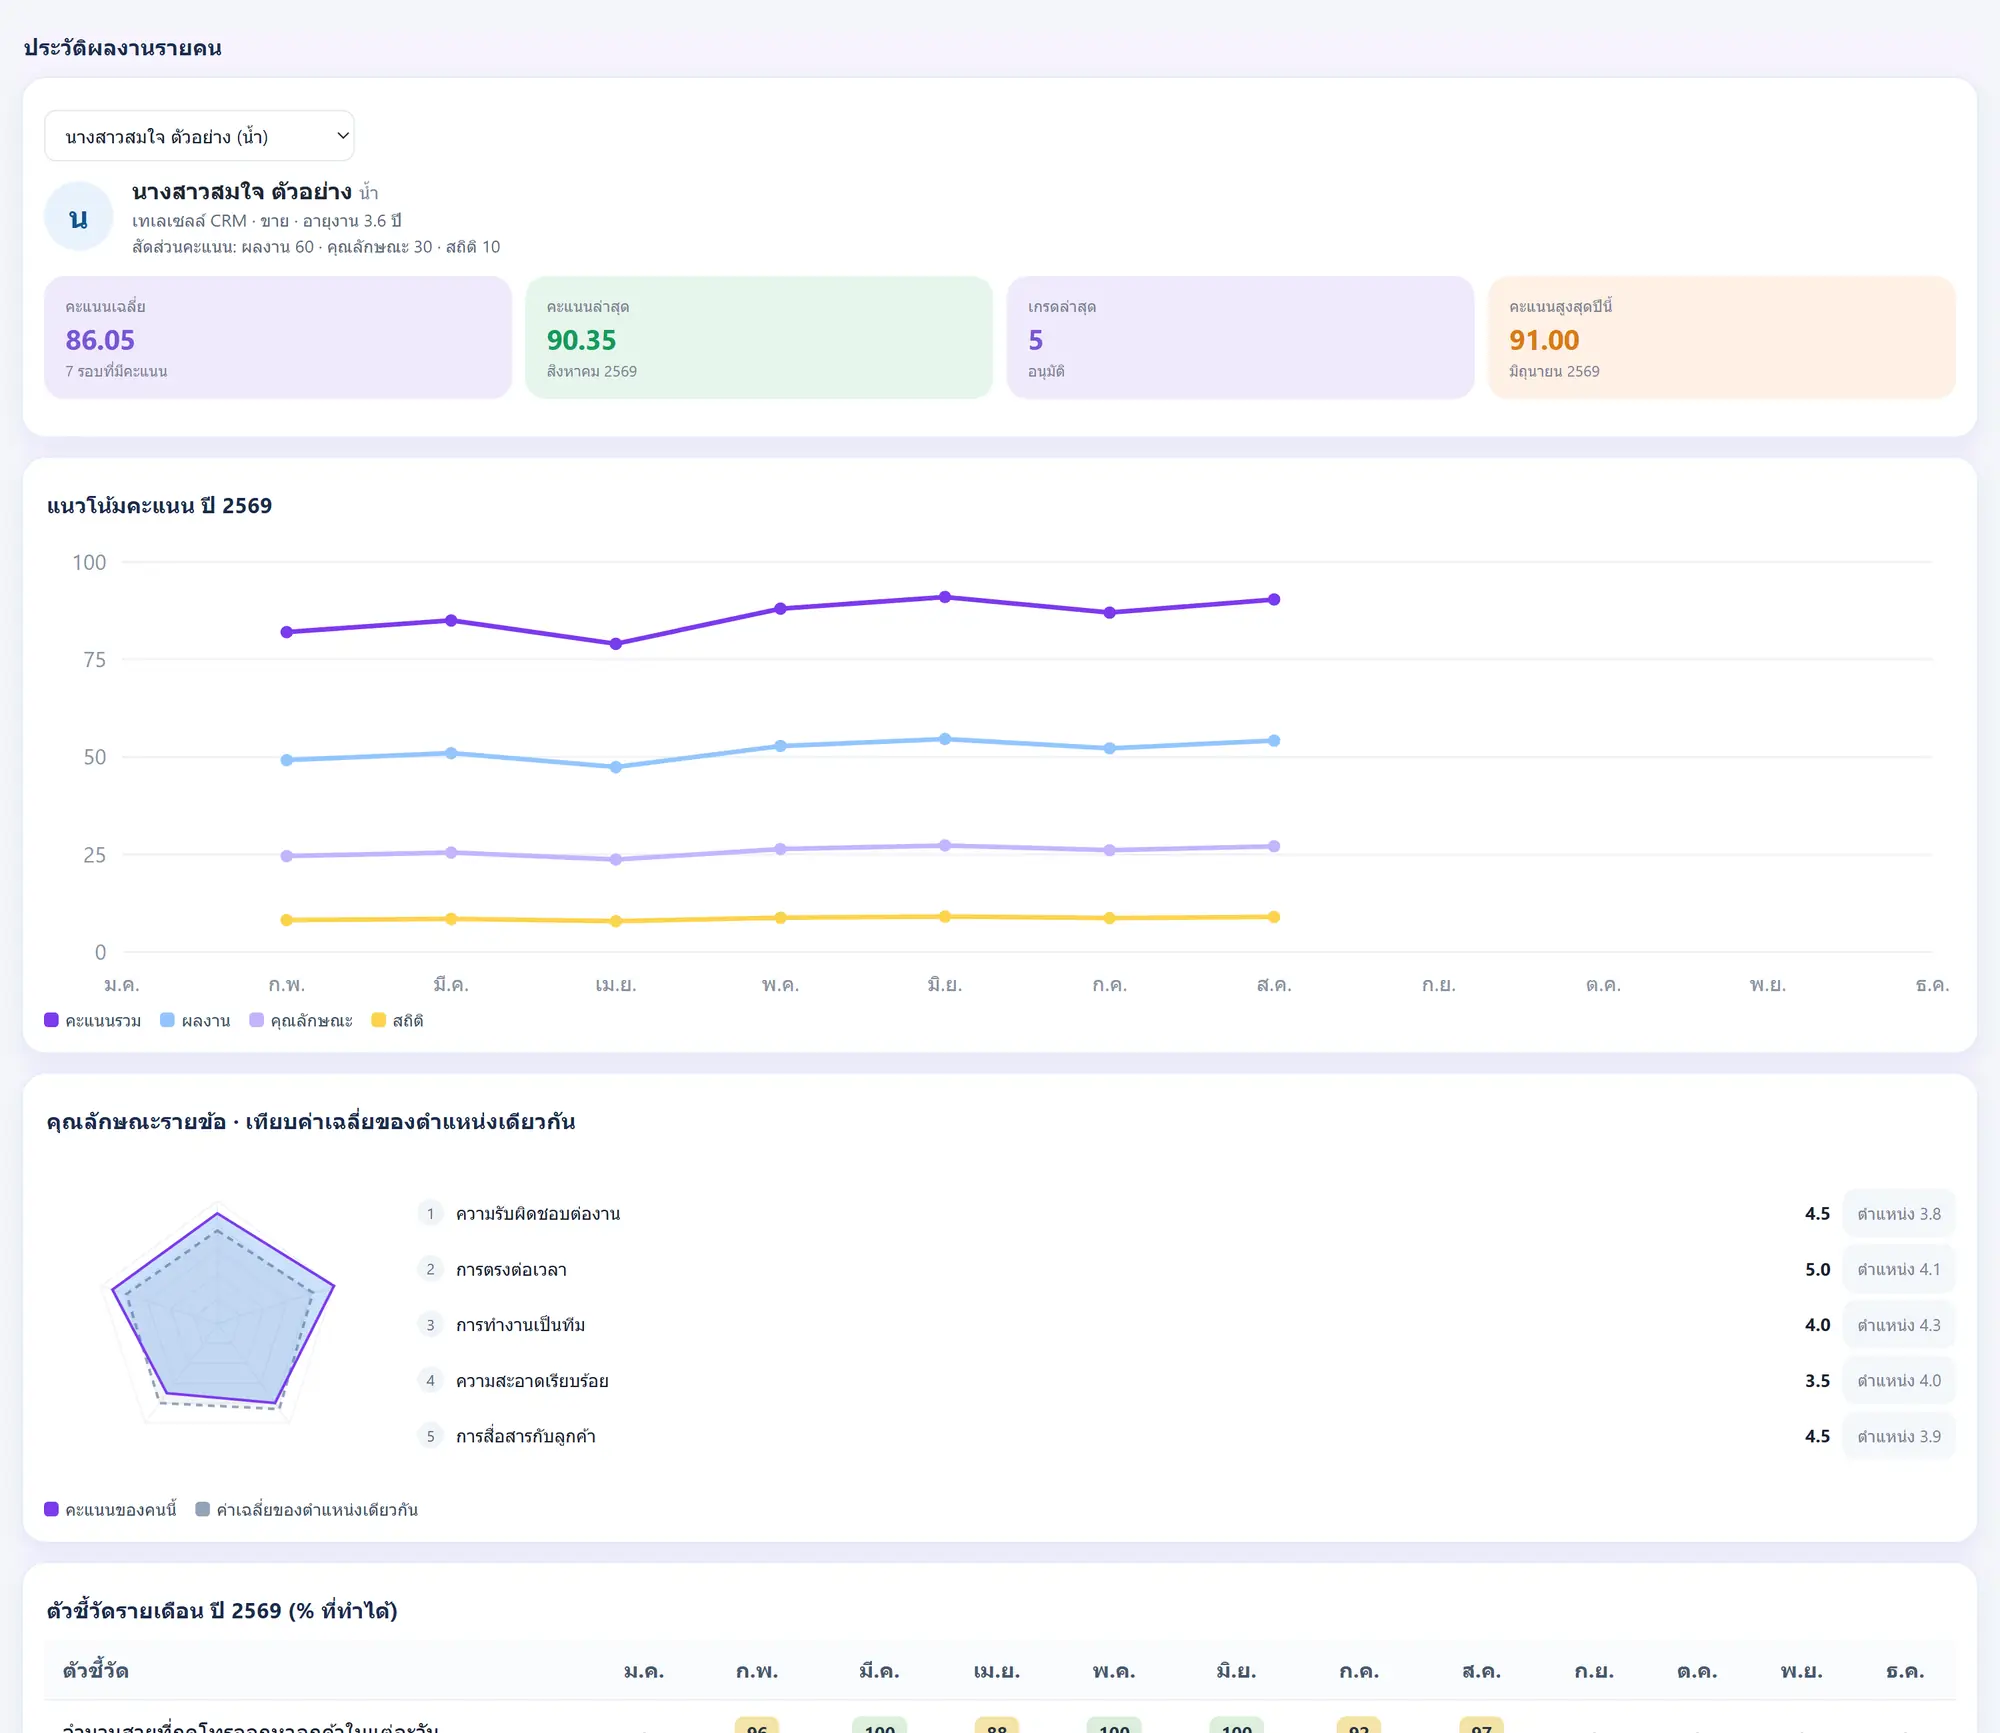 ประวัติผลงานรายคน
นางสาวสมใจ ตัวอย่าง (น้ำ)
น
นางสาวสมใจ ตัวอย่าง น้ำ
เทเลเซลล์ CRM · ขาย · อายุงาน 3.6 ปี
สัดส่วนคะแนน: ผลงาน 60 · คุณลักษณะ 30 · สถิติ 10
คะแนนเฉลี่ย
86.05
7 รอบที่มีคะแนน
คะแนนล่าสุด
90.35
สิงหาคม 2569
เกรดล่าสุด
5
อนุมัติ
คะแนนสูงสุดปีนี้
91.00
มิถุนายน 2569
แนวโน้มคะแนน ปี 2569
100
75
50
25
0
ม.ค. ก.พ. มี.ค. เม.ย. พ.ค. มิ.ย. ก.ค. ส.ค. ก.ย. ต.ค. พ.ย. ธ.ค.
คะแนนรวม ผลงาน คุณลักษณะ สถิติ
คุณลักษณะรายข้อ · เทียบค่าเฉลี่ยของตำแหน่งเดียวกัน
1 ความรับผิดชอบต่องาน 4.5 ตำแหน่ง 3.8
2 การตรงต่อเวลา 5.0 ตำแหน่ง 4.1
3 การทำงานเป็นทีม 4.0 ตำแหน่ง 4.3
4 ความสะอาดเรียบร้อย 3.5 ตำแหน่ง 4.0
5 การสื่อสารกับลูกค้า 4.5 ตำแหน่ง 3.9
คะแนนของคนนี้ ค่าเฉลี่ยของตำแหน่งเดียวกัน
ตัวชี้วัดรายเดือน ปี 2569 (% ที่ทำได้)
ตัวชี้วัด ม.ค. ก.พ. มี.ค. เม.ย. พ.ค. มิ.ย. ก.ค. ส.ค. ก.ย. ต.ค. พ.ย. ธ.ค.
96 100 88 100 100 92 97